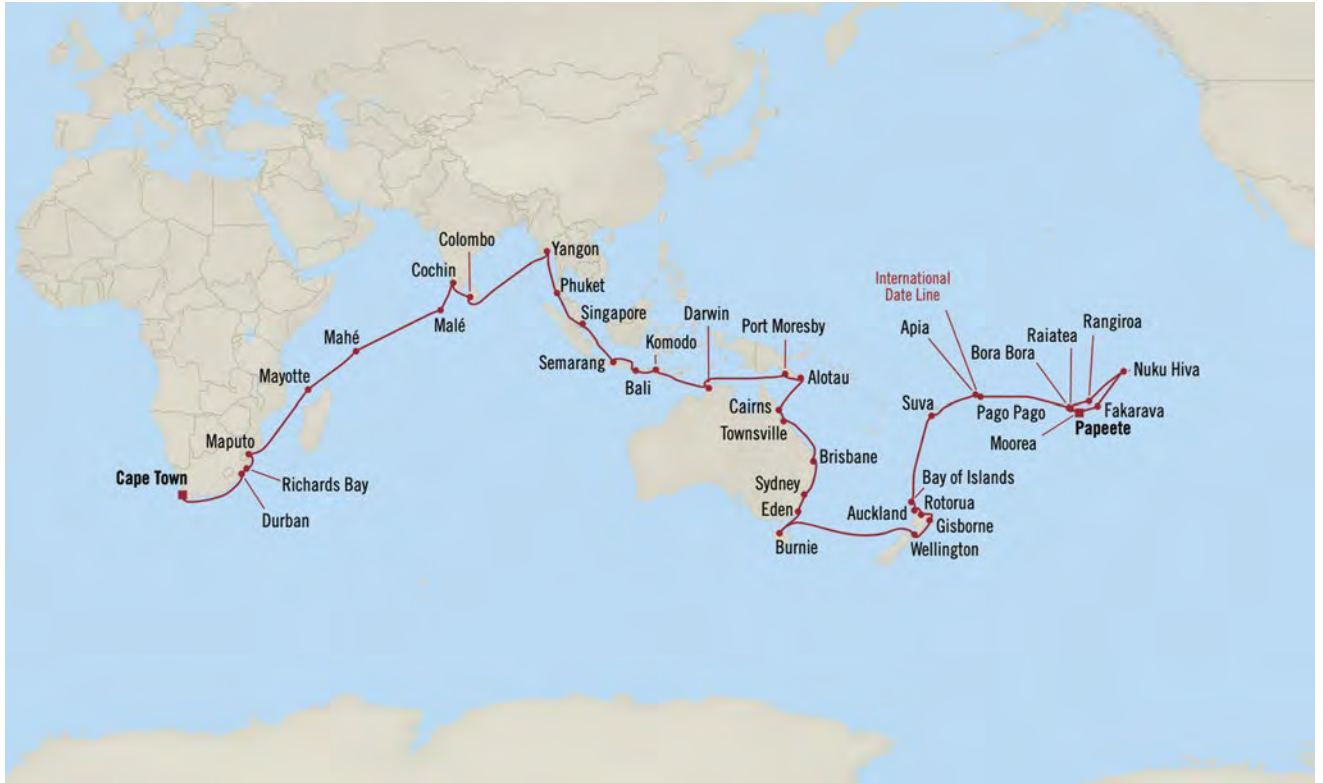 Colombo
Yangon
Cochin
Phuket
International
Date Line
Singapore
Darwin
Port Moresby
Apia
Rangiroa
Raiatea
Malé
Mahé
Komodo
Bora Bora
Semarang
Nuku Hiva
Mayotte
Bali
Alotau
Cairns
Suva
Pago Pago
Fakarava
Townsville
Papeete
Maputo
Moorea
Brisbane
Cape Town
Richards Bay
Sydney
Bay of Islands
Eden
Auckland
Rotorua
Durban
Gisborne
Burnie
Wellington